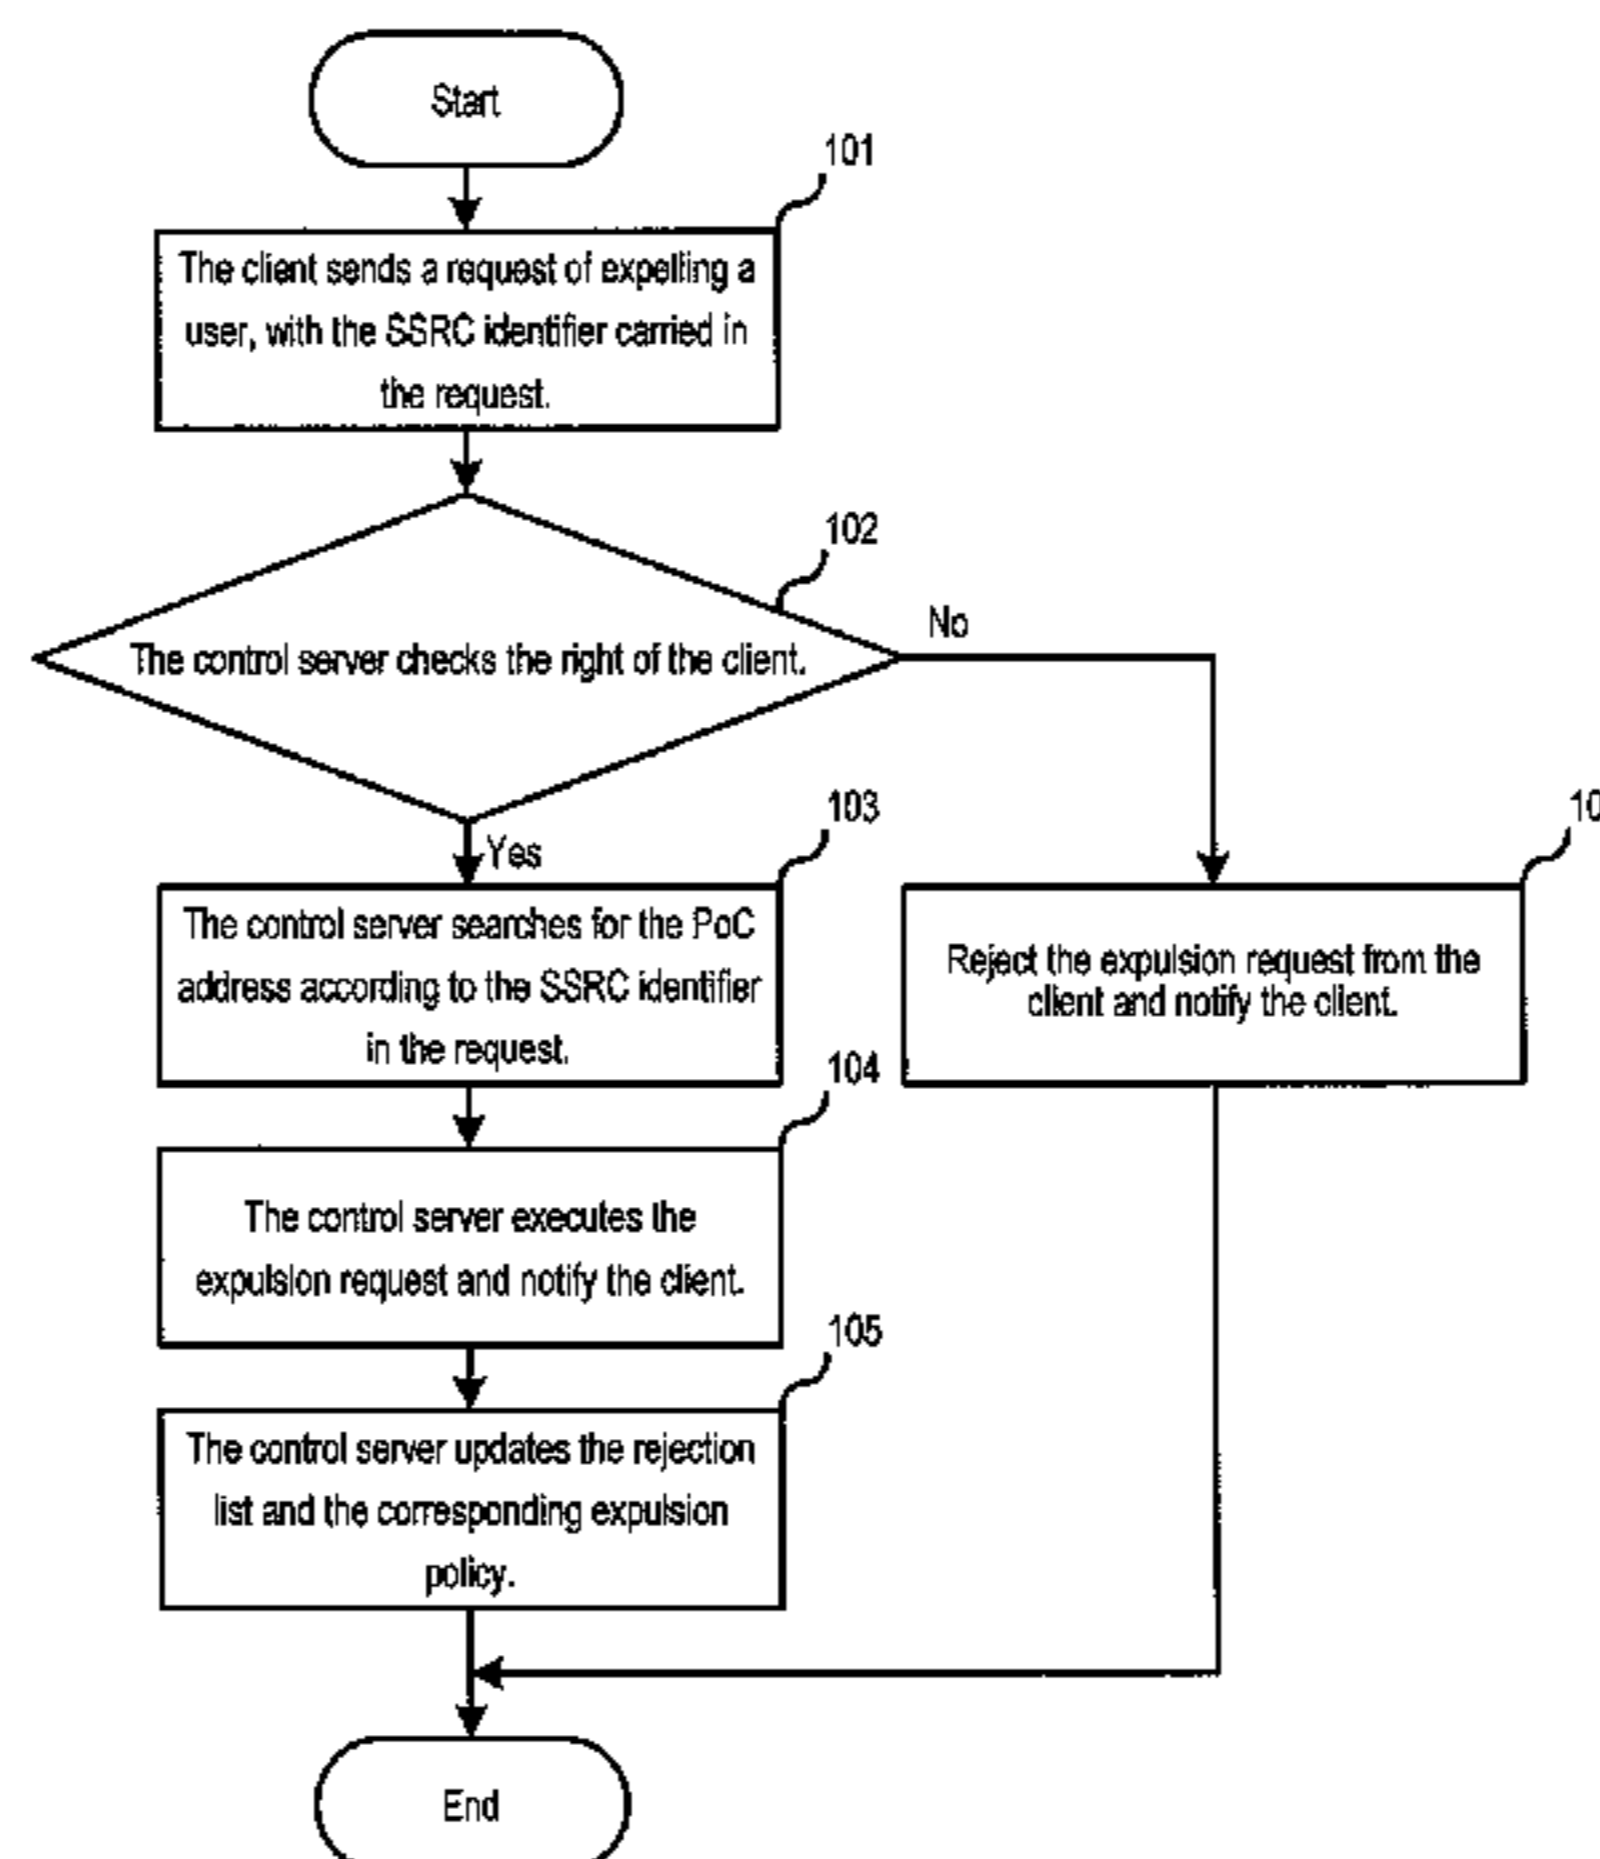 Start
101
The client sends a request of expelling a
user, with the SSRC identifier carried in
the request.
102
The control server checks the right of the client.
No
Yes
103
The control server searches for the PoC
address according to the SSRC identifier
in the request.
10
Reject the expulsion request from the
client and notify the client.
104
The control server executes the
expulsion request and notify the client.
105
The control server updates the rejection
list and the corresponding expulsion
policy.
End